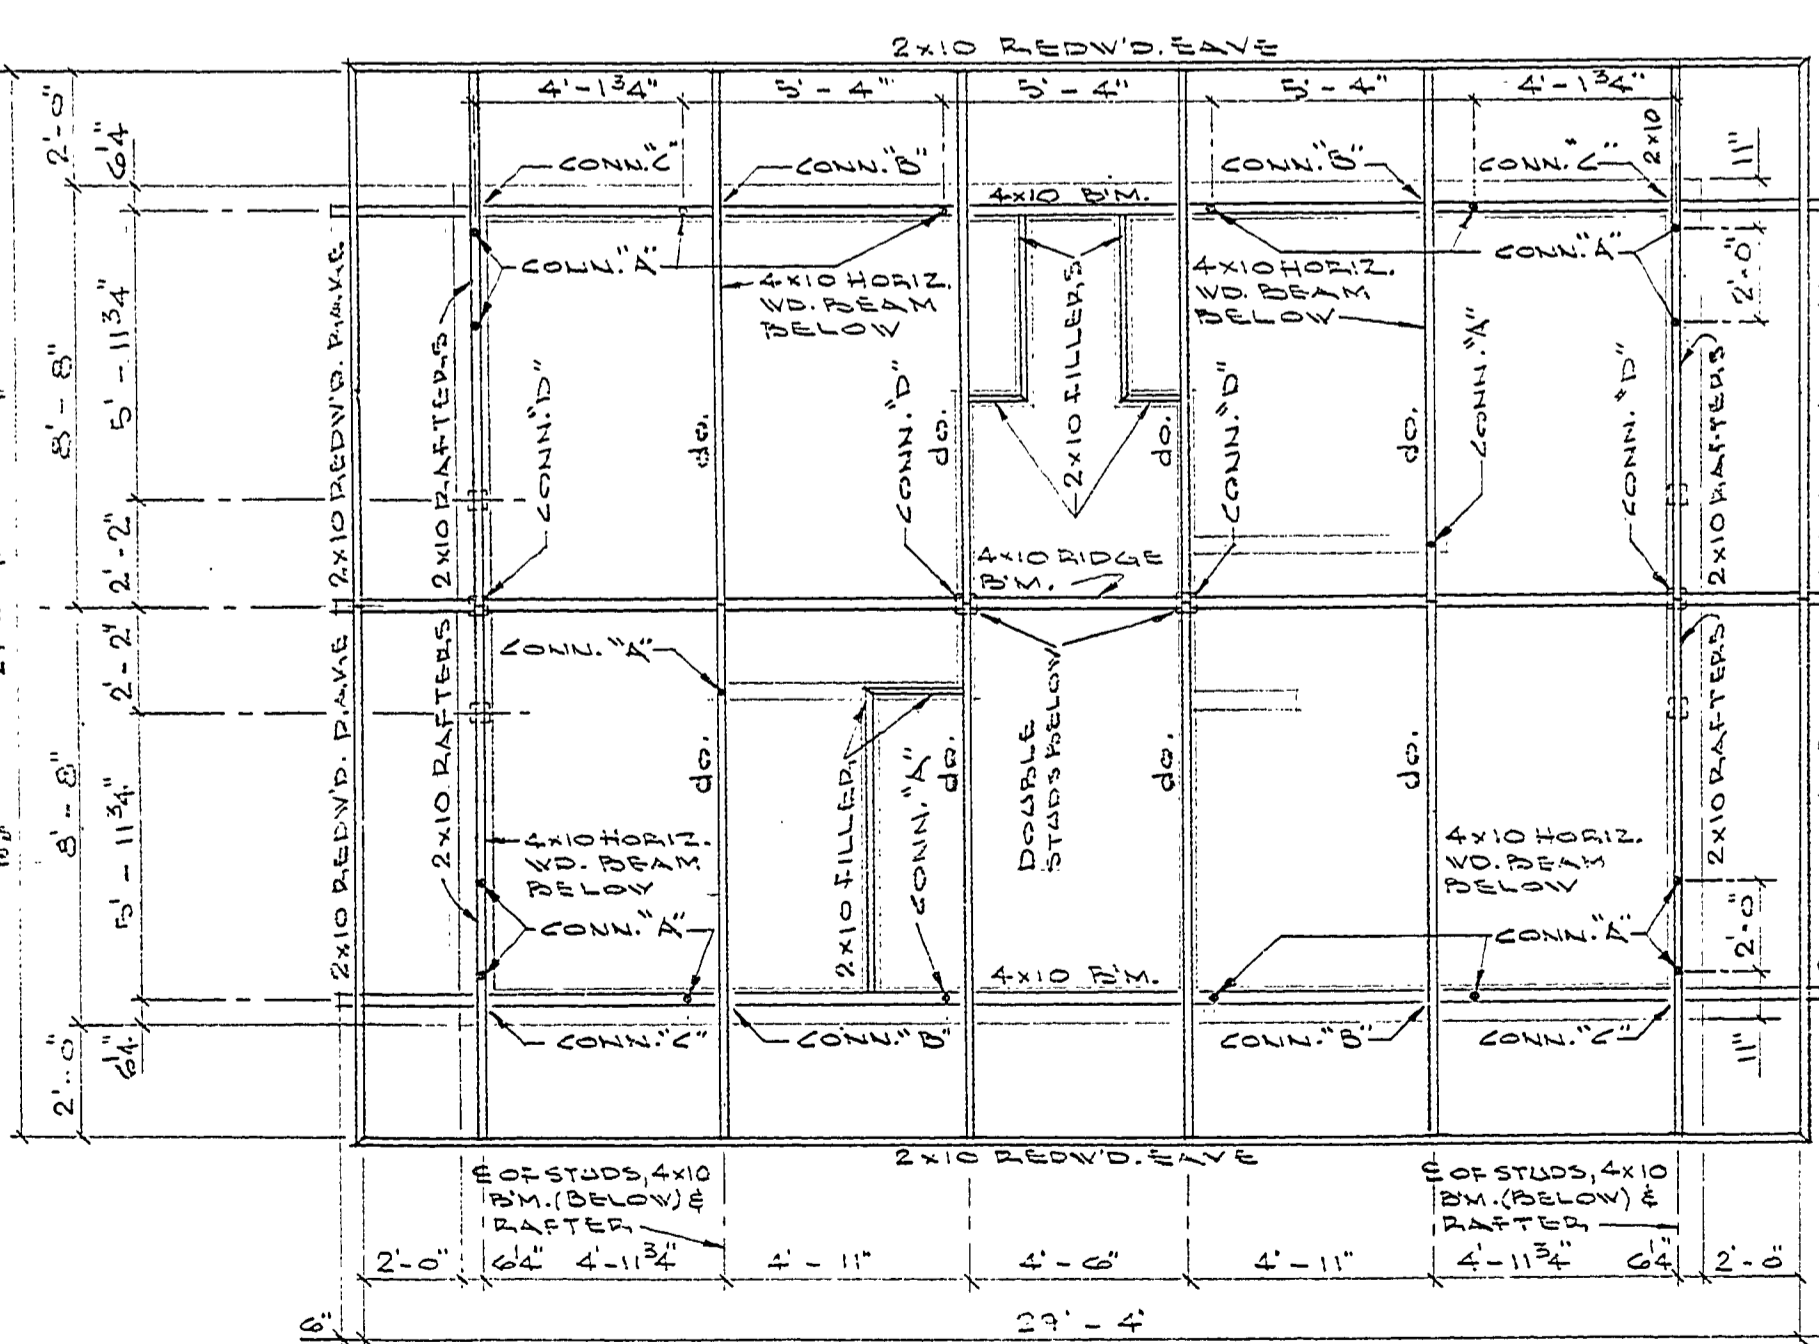 2x10 REDW'D. EAVE
4'-1¾" 5'-4" 5'-4" 5'-4" 4'-1¾"
2'-0"
6¼"
2x10
11"
CONN. "C"
CONN. "B"
CONN. "B"
CONN. "C"
4x10 B'M.
CONN. "A"
4x10 HORIZ.
WD. BEAM
BELOW
4x10 HORIZ.
WD. BEAM
BELOW
CONN. "A"
2'-0"
8'-8"
5'-11¾"
2x10 REDW'D. RAKE
2x10 RAFTERS
CONN. "D"
do.
CONN. "D"
do.
2x10 FILLERS
do.
CONN. "D"
do.
CONN. "A"
CONN. "D"
2x10 RAFTERS
2'-2"
4x10 RIDGE
B'M.
2'-2"
CONN. "A"
2x10 REDW'D. RAKE
2x10 RAFTERS
2x10 RAFTERS
do.
2x10 FILLER
CONN. "A"
do.
DOUBLE
STUDS BELOW
do.
do.
2x10 RAFTERS
2x10 RAFTERS
8'-8"
5'-11¾"
4x10 HORIZ.
WD. BEAM
BELOW
4x10 HORIZ.
WD. BEAM
BELOW
CONN. "A"
CONN. "A"
2'-0"
4x10 B'M.
CONN. "C"
CONN. "B"
CONN. "B"
CONN. "C"
2'-0"
6¼"
11"
2x10 REDW'D. EAVE
℄ OF STUDS, 4x10
B'M. (BELOW) &
RAFTER
℄ OF STUDS, 4x10
B'M. (BELOW) &
RAFTER
2'-0" 6¼" 4'-11¾" 4'-11" 4'-6" 4'-11" 4'-11¾" 6¼" 2'-0"
6" 29'-4"